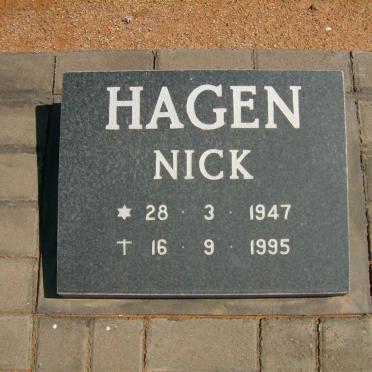 HAGEN
NICK
✶ 28 · 3 · 1947
† 16 · 9 · 1995